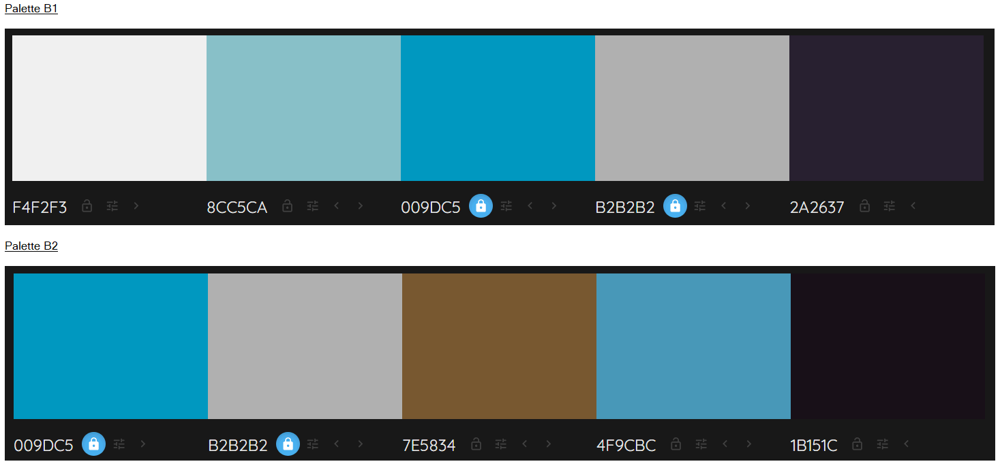 Palette B1
F4F2F3 8CC5CA 009DC5 B2B2B2 2A2637
Palette B2
009DC5 B2B2B2 7E5834 4F9CBC 1B151C